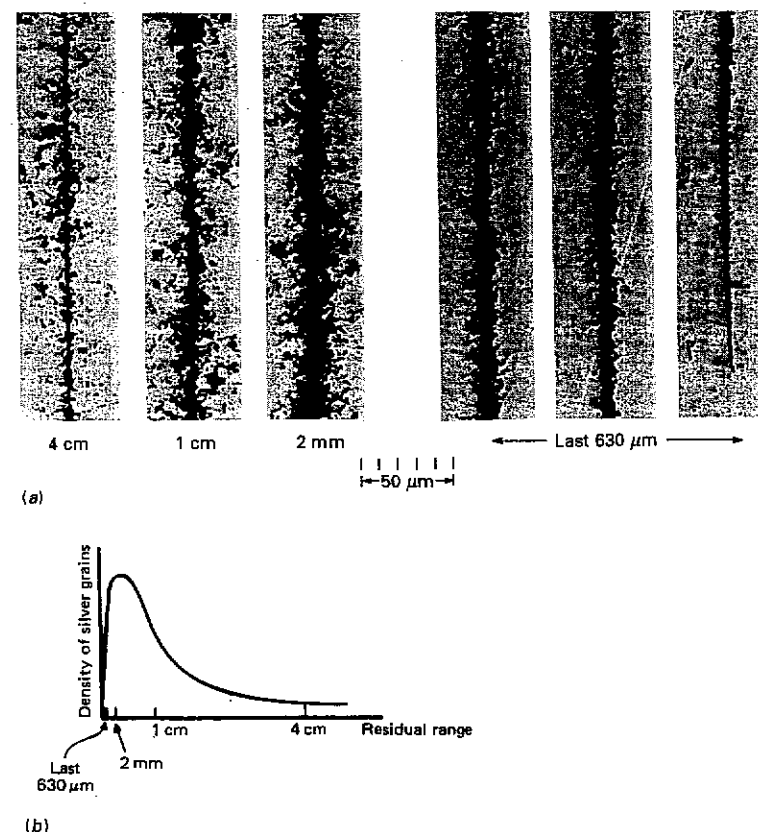 4 cm
1 cm
2 mm
Last 630 μm
50 μm
(a)
Density of silver grains
1 cm
4 cm
Residual range
2 mm
Last
630 μm
(b)